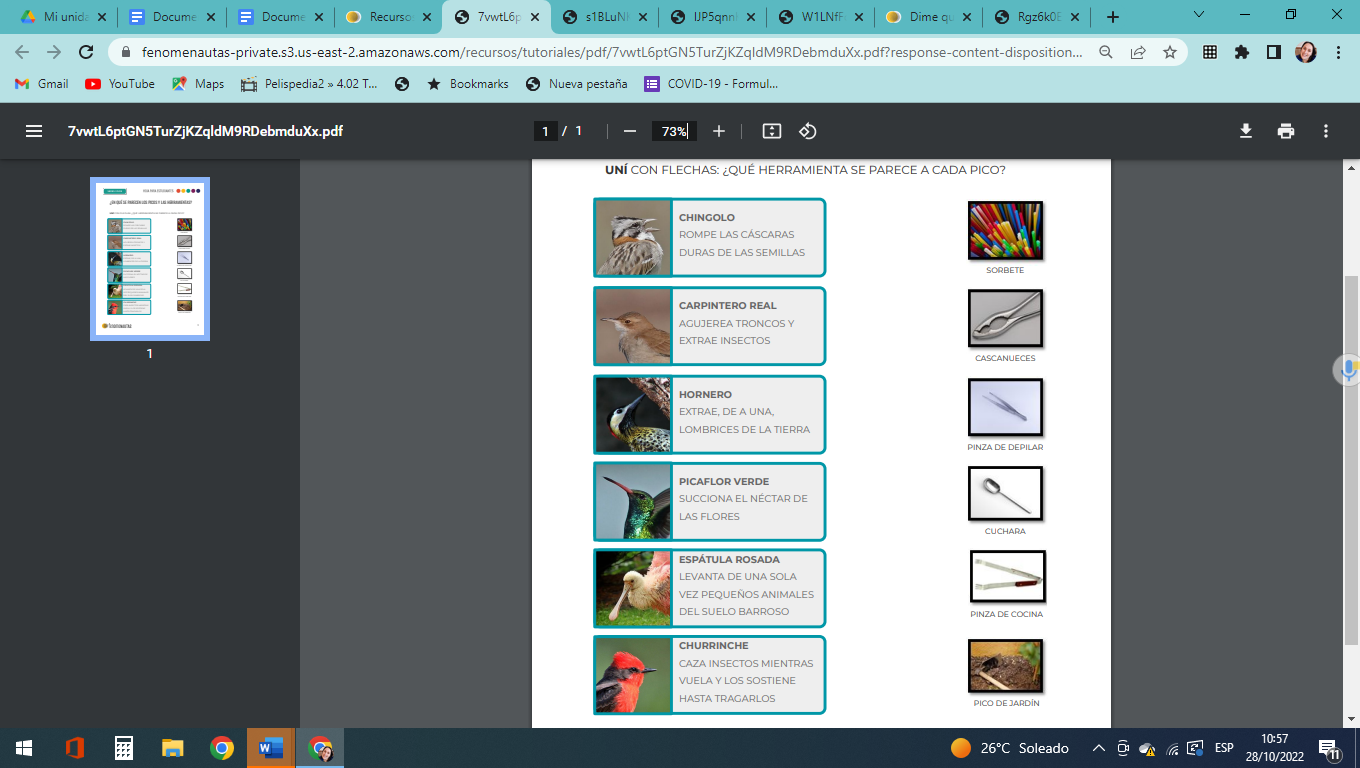 Mi unida
Docume
Docume
Recurso
7vwtL6p
s1BLuNI
IJP5qnnl
W1LNfF
Dime qu
Rgz6k0E
fenomenautas-private.s3.us-east-2.amazonaws.com/recursos/tutoriales/pdf/7vwtL6ptGN5TurZjKZqldM9RDebmduXx.pdf?response-content-disposition...
Gmail
YouTube
Maps
Pelispedia2 » 4.02 T...
Bookmarks
Nueva pestaña
COVID-19 - Formul...
7vwtL6ptGN5TurZjKZqldM9RDebmduXx.pdf
1 / 1
73%
1
UNÍ CON FLECHAS: ¿QUÉ HERRAMIENTA SE PARECE A CADA PICO?
CHINGOLO
ROMPE LAS CÁSCARAS
DURAS DE LAS SEMILLAS
SORBETE
CARPINTERO REAL
AGUJEREA TRONCOS Y
EXTRAE INSECTOS
CASCANUECES
HORNERO
EXTRAE, DE A UNA,
LOMBRICES DE LA TIERRA
PINZA DE DEPILAR
PICAFLOR VERDE
SUCCIONA EL NÉCTAR DE
LAS FLORES
CUCHARA
ESPÁTULA ROSADA
LEVANTA DE UNA SOLA
VEZ PEQUEÑOS ANIMALES
DEL SUELO BARROSO
PINZA DE COCINA
CHURRINCHE
CAZA INSECTOS MIENTRAS
VUELA Y LOS SOSTIENE
HASTA TRAGARLOS
PICO DE JARDÍN
26°C Soleado
ESP
10:57
28/10/2022
11